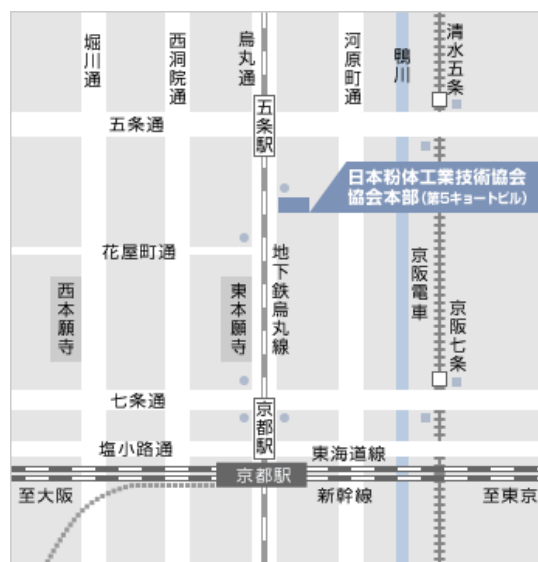 堀川通
西洞院通
烏丸通
河原町通
鴨川
清水五条
五条通
五条駅
日本粉体工業技術協会
協会本部(第5キョートビル)
花屋町通
地下鉄烏丸線
京阪電車
西本願寺
東本願寺
京阪七条
七条通
京都駅
塩小路通
東海道線
京都駅
至大阪
新幹線
至東京